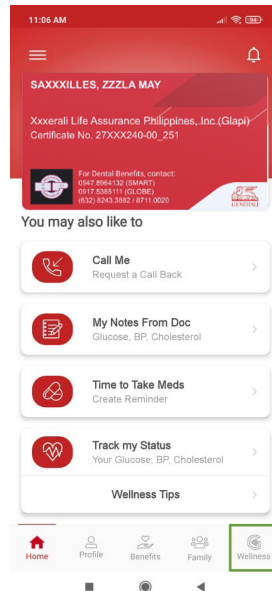 11:06 AM
94
SAXXXILLES, ZZZLA MAY
Xxxerali Life Assurance Philippines, Inc.(Glapi)
Certificate No. 27XXX240-00_251
For Dental Benefits, contact:
0947.8964132 (SMART)
0917.5385111 (GLOBE)
(632) 8243.3882 / 8711.0020
GENERALI
You may also like to
Call Me
Request a Call Back
My Notes From Doc
Glucose, BP, Cholesterol
Time to Take Meds
Create Reminder
Track my Status
Your Glucose, BP, Cholesterol
Wellness Tips
Home Profile Benefits Family Wellness